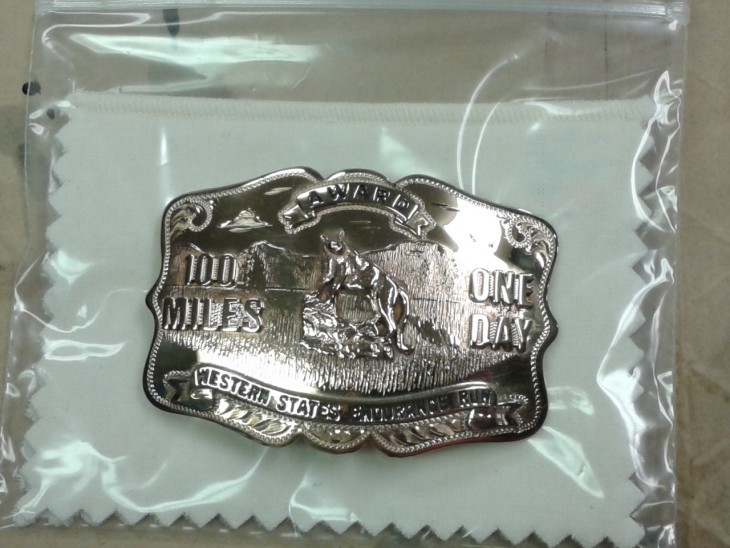 AWARD
100
MILES
ONE
DAY
WESTERN STATES ENDURANCE RUN